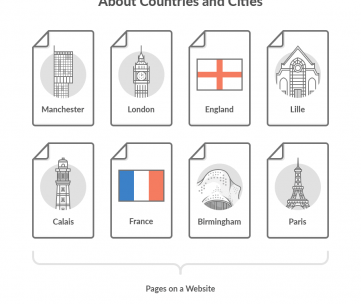 About Countries and Cities
Manchester
London
England
Lille
Calais
France
Birmingham
Paris
Pages on a Website